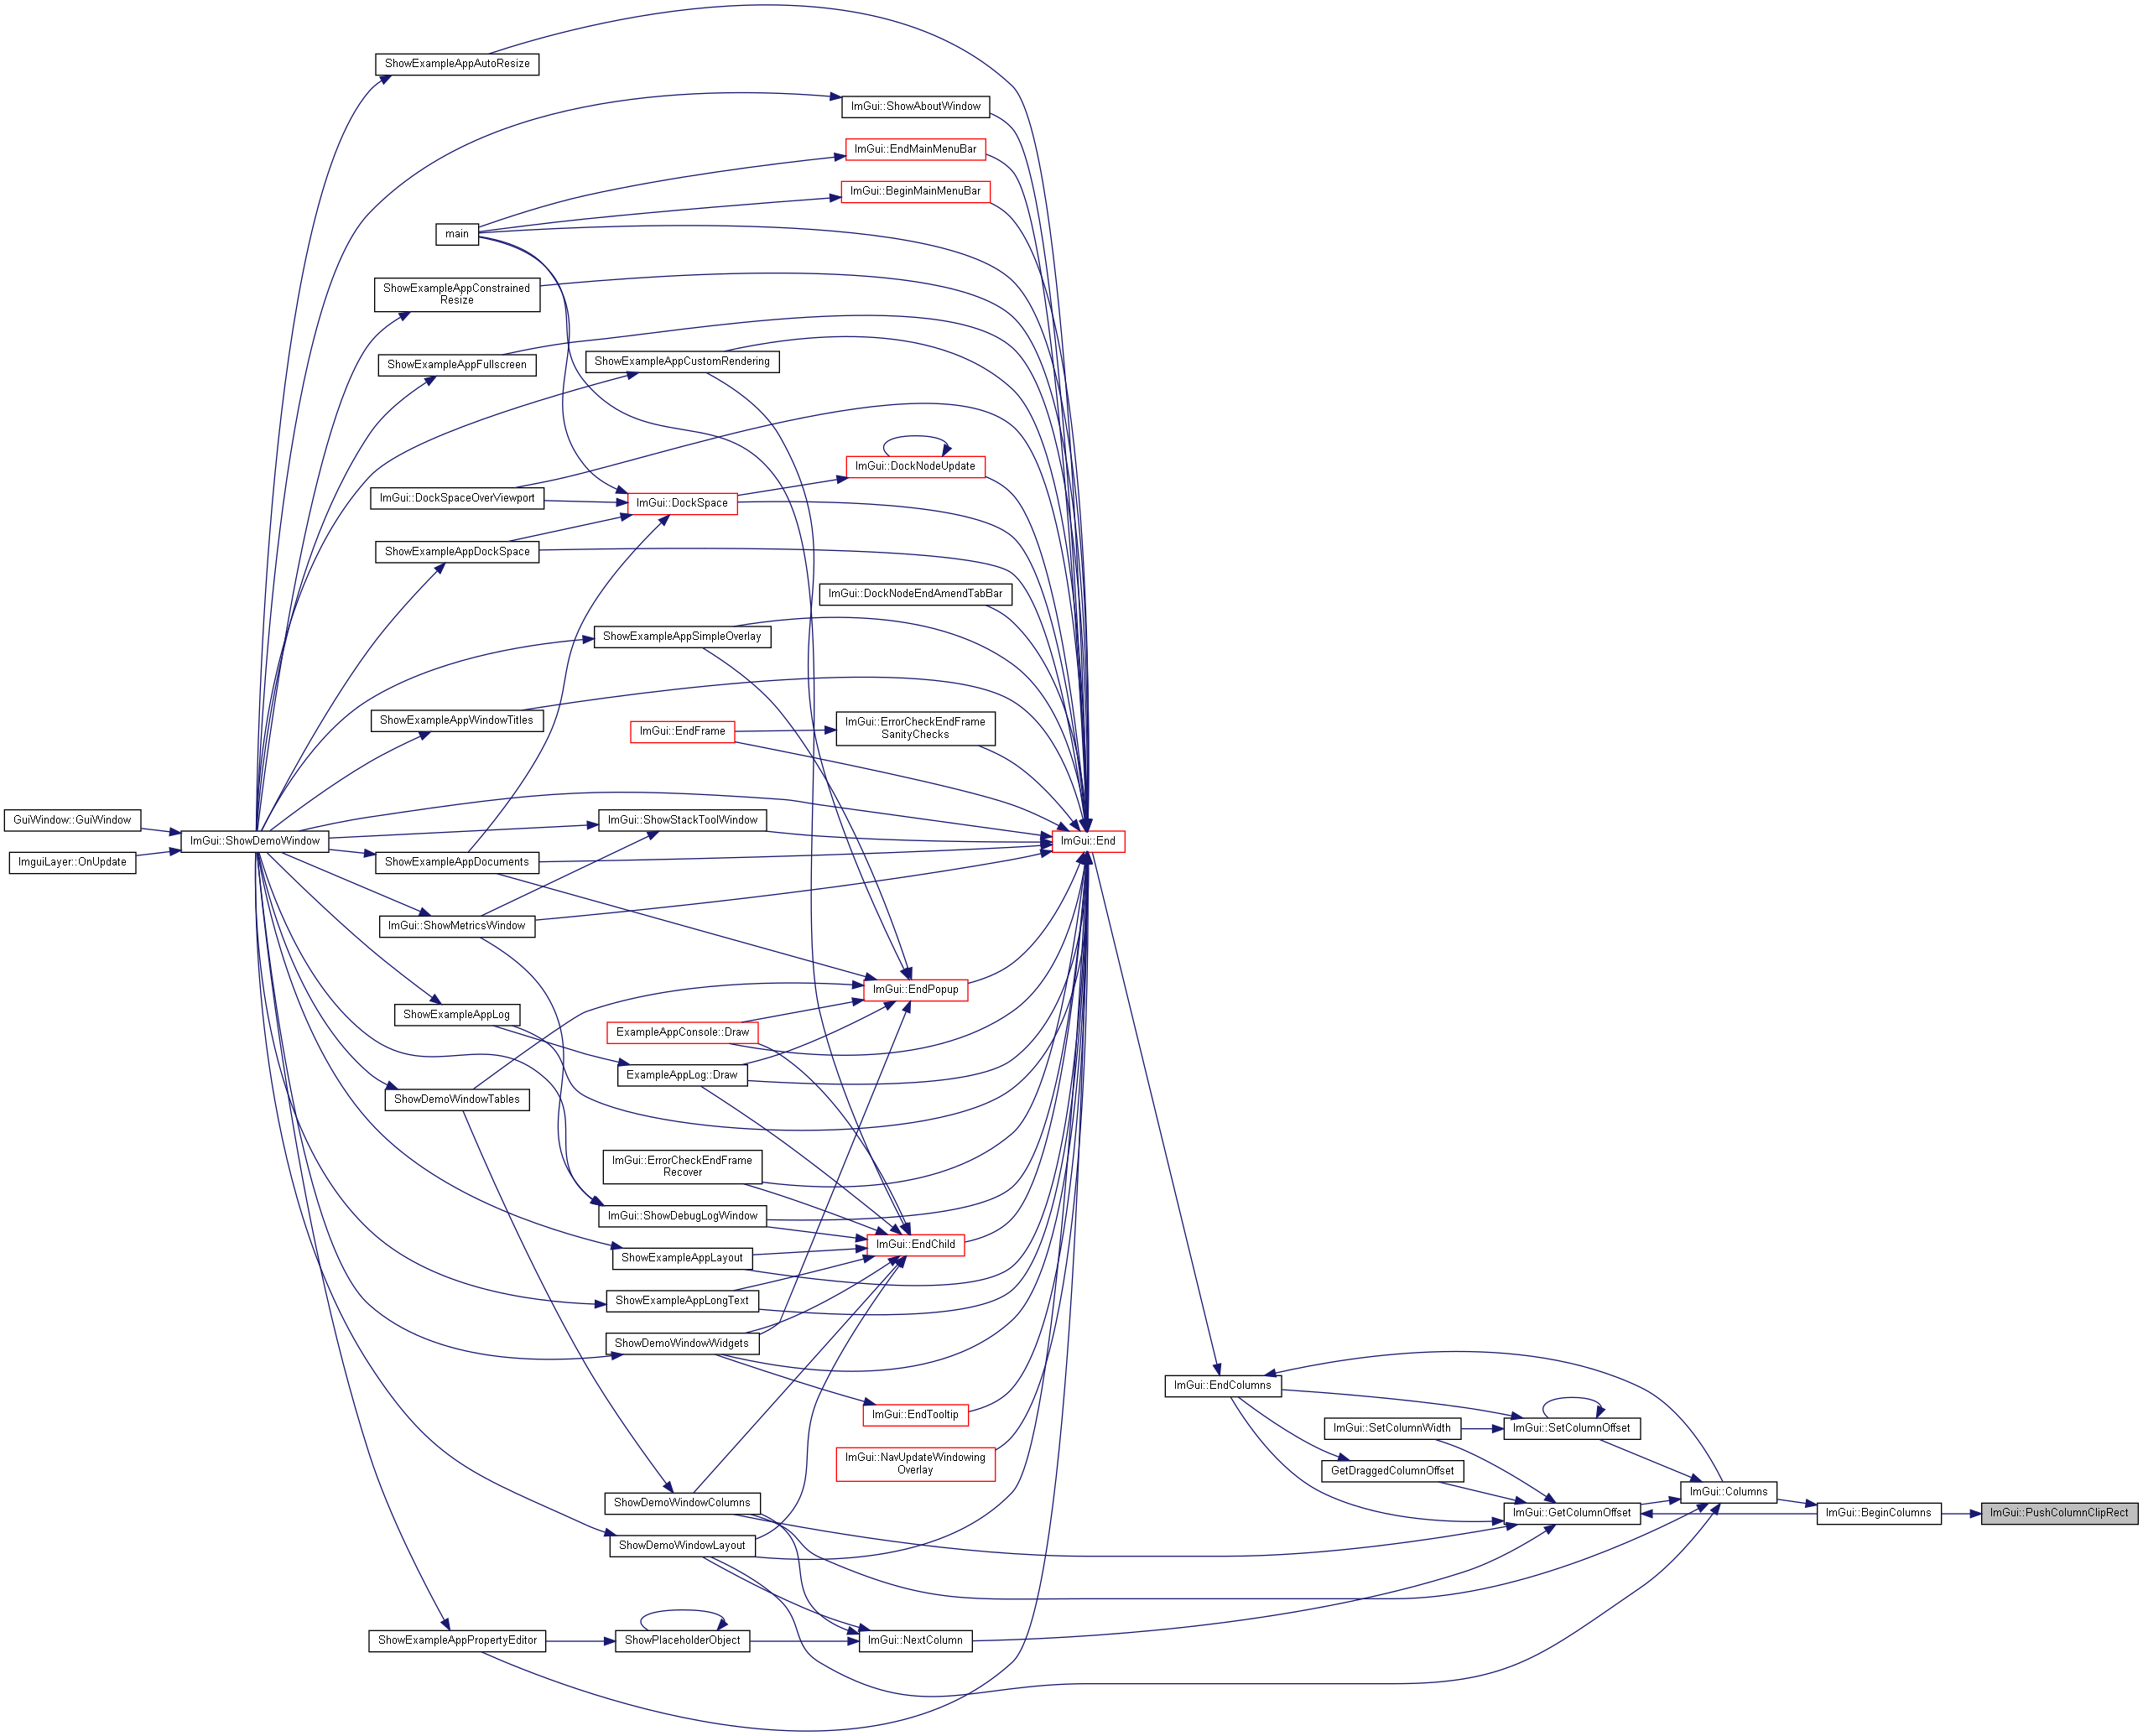 ShowExampleAppAutoResize
ImGui::ShowAboutWindow
ImGui::EndMainMenuBar
ImGui::BeginMainMenuBar
main
ShowExampleAppConstrained
Resize
ShowExampleAppFullscreen
ShowExampleAppCustomRendering
ImGui::DockNodeUpdate
ImGui::DockSpaceOverViewport
ImGui::DockSpace
ShowExampleAppDockSpace
ImGui::DockNodeEndAmendTabBar
ShowExampleAppSimpleOverlay
ShowExampleAppWindowTitles
ImGui::EndFrame
ImGui::ErrorCheckEndFrame
SanityChecks
GuiWindow::GuiWindow
ImGui::ShowDemoWindow
ImGui::ShowStackToolWindow
ImGui::End
ImguiLayer::OnUpdate
ShowExampleAppDocuments
ImGui::ShowMetricsWindow
ImGui::EndPopup
ShowExampleAppLog
ExampleAppConsole::Draw
ExampleAppLog::Draw
ShowDemoWindowTables
ImGui::ErrorCheckEndFrame
Recover
ImGui::ShowDebugLogWindow
ImGui::EndChild
ShowExampleAppLayout
ShowExampleAppLongText
ShowDemoWindowWidgets
ImGui::EndColumns
ImGui::EndTooltip
ImGui::SetColumnWidth
ImGui::SetColumnOffset
ImGui::NavUpdateWindowing
Overlay
GetDraggedColumnOffset
ImGui::Columns
ShowDemoWindowColumns
ImGui::GetColumnOffset
ImGui::BeginColumns
ImGui::PushColumnClipRect
ShowDemoWindowLayout
ShowExampleAppPropertyEditor
ShowPlaceholderObject
ImGui::NextColumn